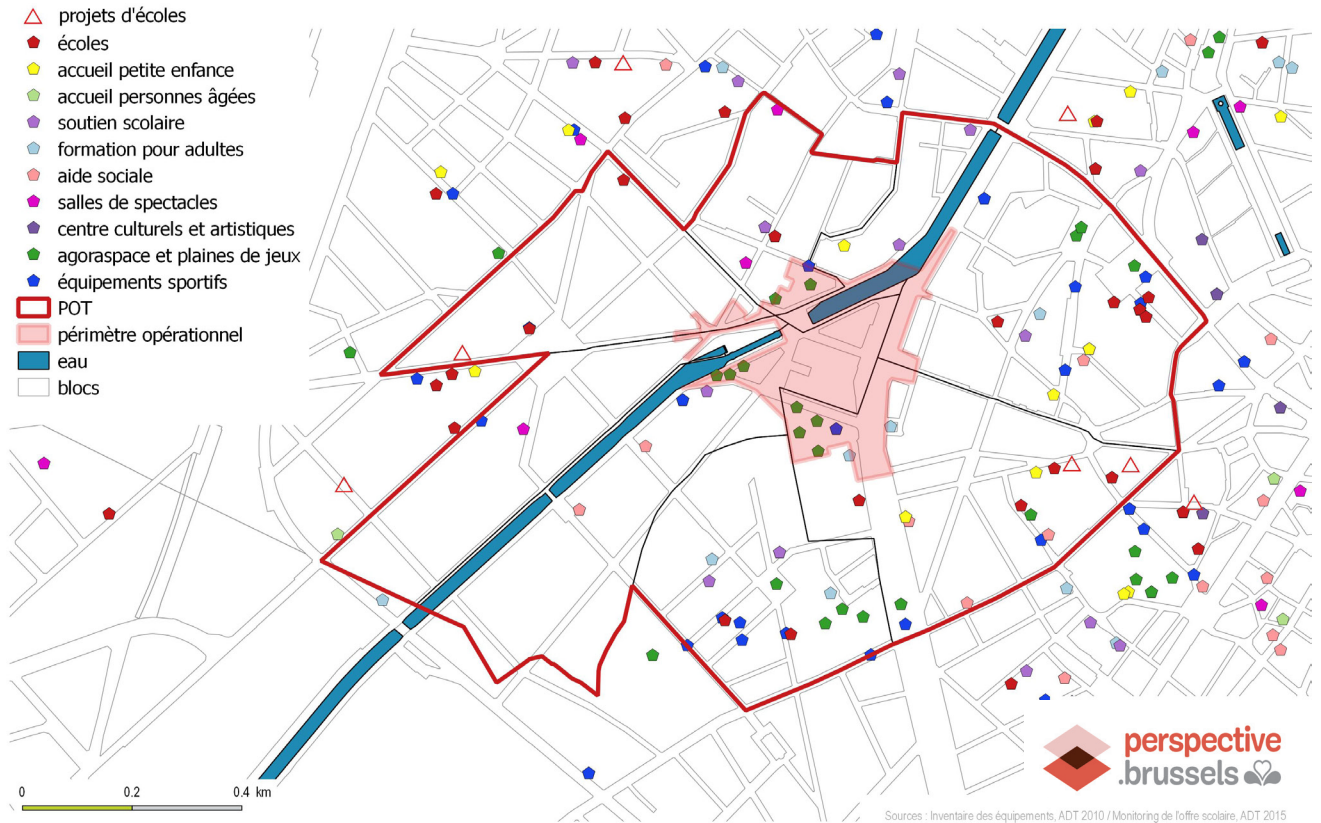 projets d'écoles
écoles
accueil petite enfance
accueil personnes âgées
soutien scolaire
formation pour adultes
aide sociale
salles de spectacles
centre culturels et artistiques
agoraspace et plaines de jeux
équipements sportifs
POT
périmètre opérationnel
eau
blocs
0 0.2 0.4 km
perspective
.brussels
Sources : Inventaire des équipements, ADT 2010 / Monitoring de l'offre scolaire, ADT 2015